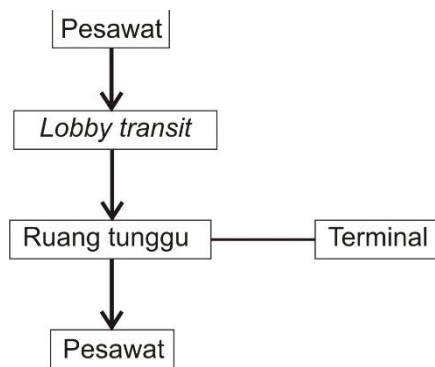 Pesawat
Lobby transit
Ruang tunggu
Terminal
Pesawat